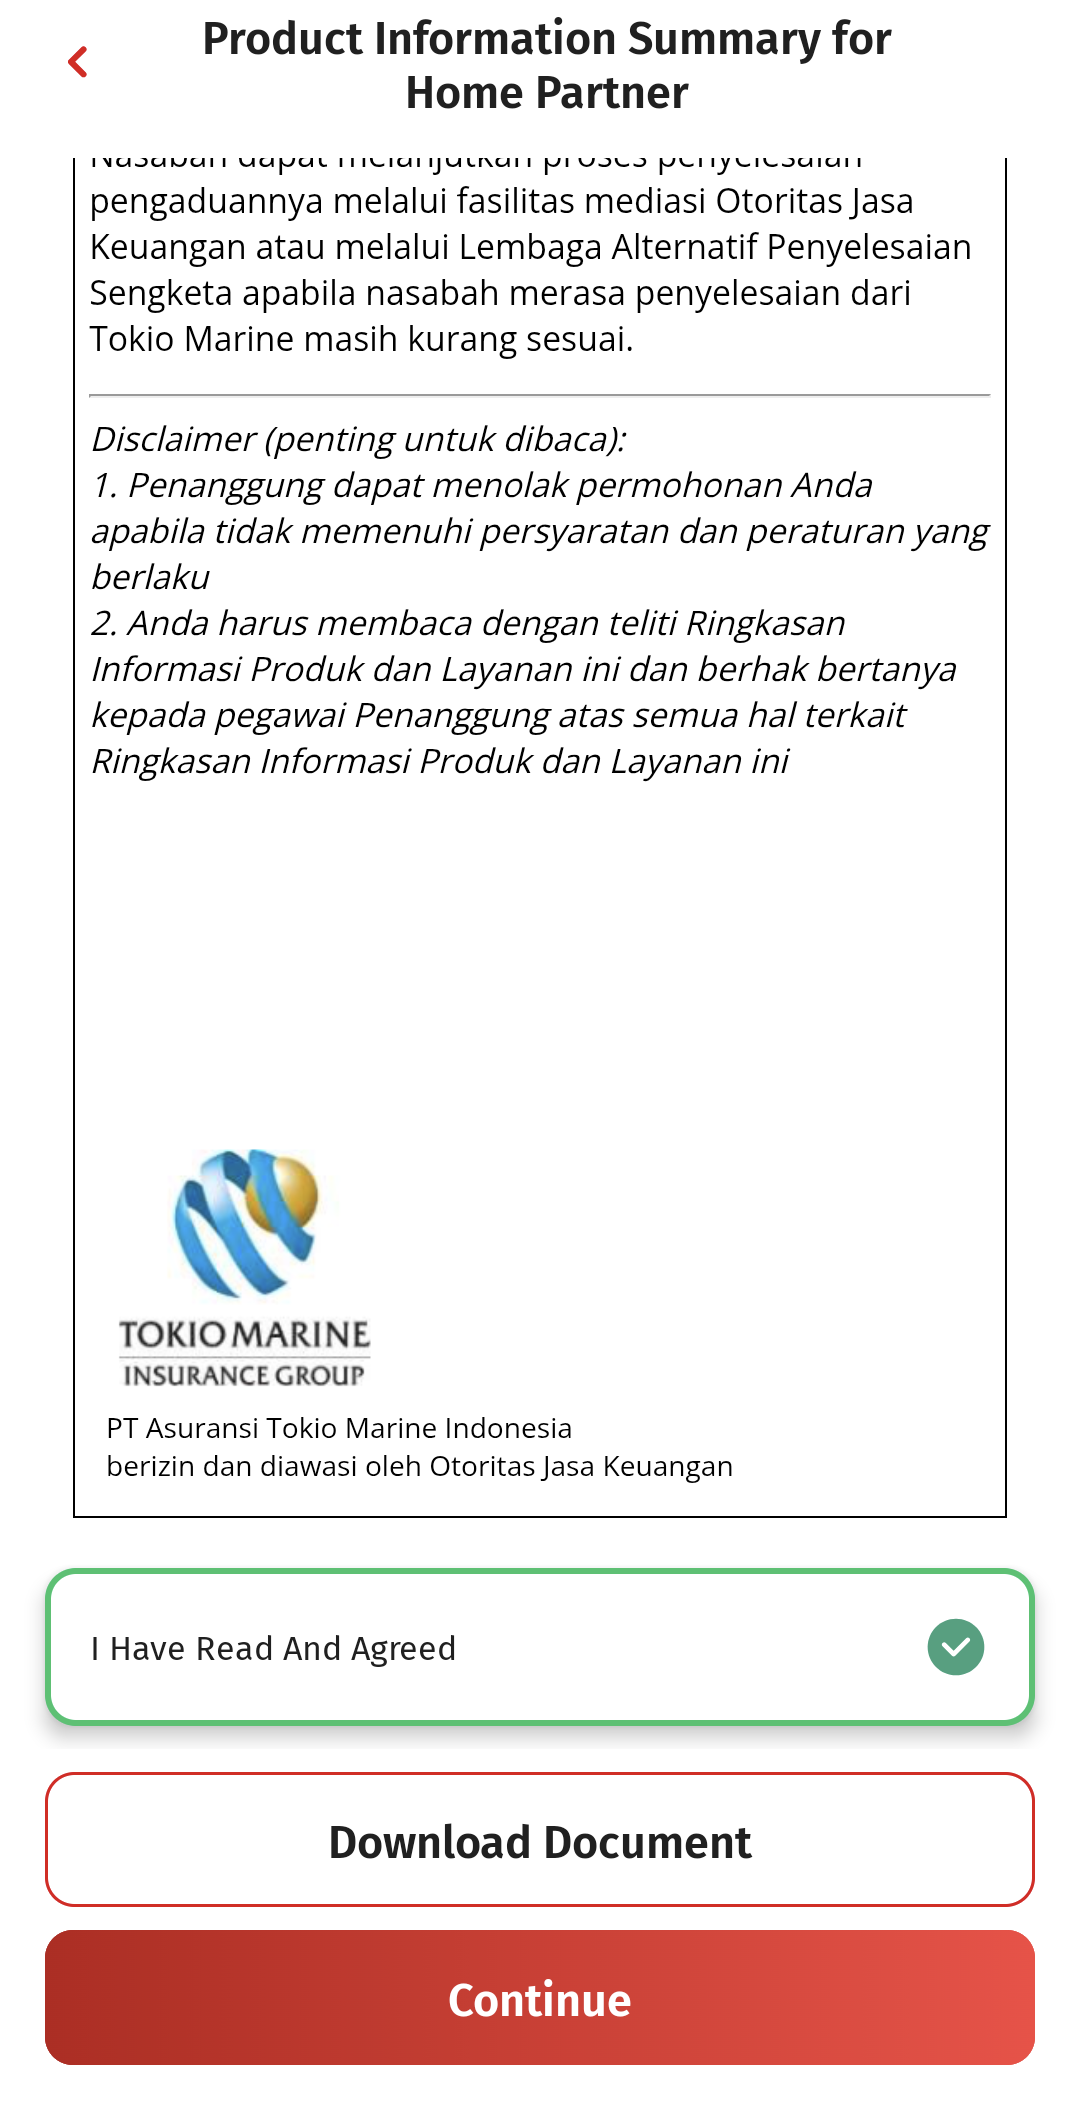 Product Information Summary for
Home Partner
Nasabah dapat melanjutkan proses penyelesaian
pengaduannya melalui fasilitas mediasi Otoritas Jasa
Keuangan atau melalui Lembaga Alternatif Penyelesaian
Sengketa apabila nasabah merasa penyelesaian dari
Tokio Marine masih kurang sesuai.
Disclaimer (penting untuk dibaca):
1. Penanggung dapat menolak permohonan Anda
apabila tidak memenuhi persyaratan dan peraturan yang
berlaku
2. Anda harus membaca dengan teliti Ringkasan
Informasi Produk dan Layanan ini dan berhak bertanya
kepada pegawai Penanggung atas semua hal terkait
Ringkasan Informasi Produk dan Layanan ini
TOKIO MARINE
INSURANCE GROUP
PT Asuransi Tokio Marine Indonesia
berizin dan diawasi oleh Otoritas Jasa Keuangan
I Have Read And Agreed
Download Document
Continue